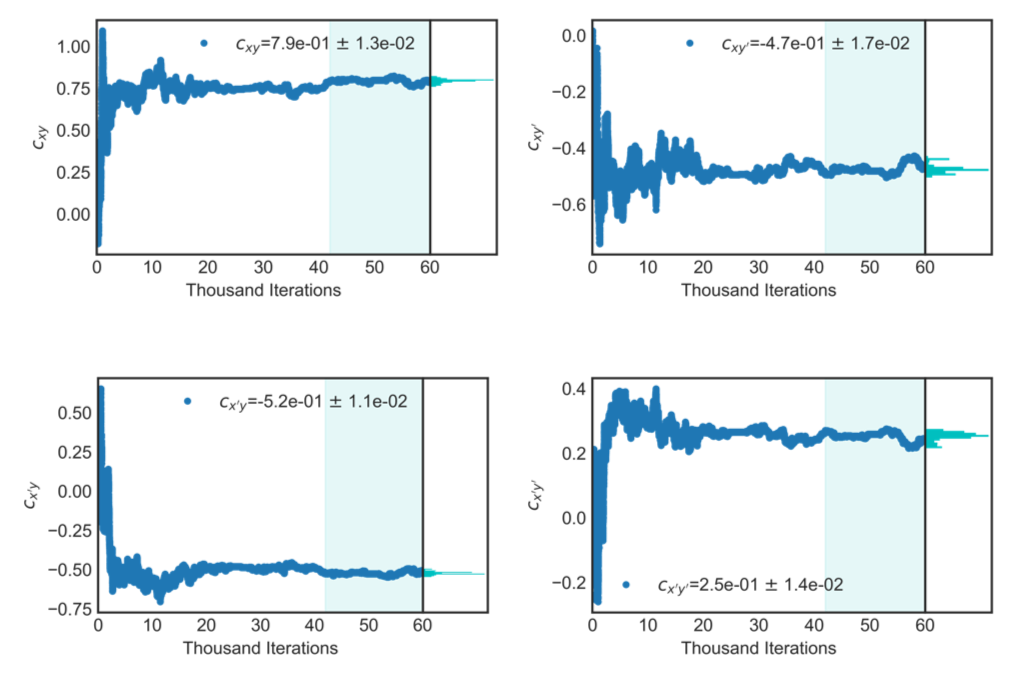 c_xy=7.9e-01 ± 1.3e-02
1.00
0.75
0.50
0.25
0.00
c_xy
0 10 20 30 40 50 60
Thousand Iterations
c_xy'=-4.7e-01 ± 1.7e-02
0.0
−0.2
−0.4
−0.6
c_xy'
0 10 20 30 40 50 60
Thousand Iterations
c_x'y=-5.2e-01 ± 1.1e-02
0.50
0.25
0.00
−0.25
−0.50
−0.75
c_x'y
0 10 20 30 40 50 60
Thousand Iterations
0.4
0.2
0.0
−0.2
c_x'y'
c_x'y'=2.5e-01 ± 1.4e-02
0 10 20 30 40 50 60
Thousand Iterations